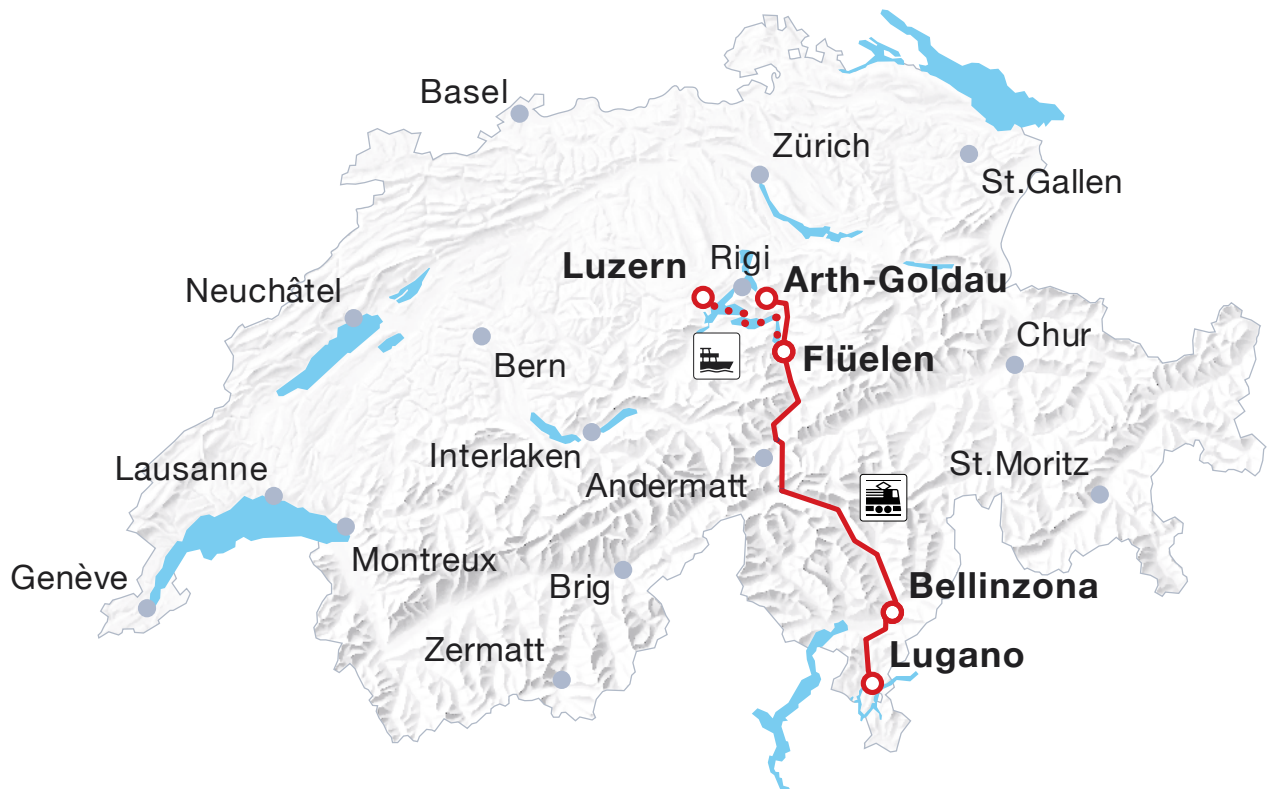 Basel
Zürich
St.Gallen
Luzern
Rigi
Arth-Goldau
Neuchâtel
Chur
Bern
Flüelen
Interlaken
Lausanne
Andermatt
St.Moritz
Montreux
Genève
Brig
Bellinzona
Zermatt
Lugano